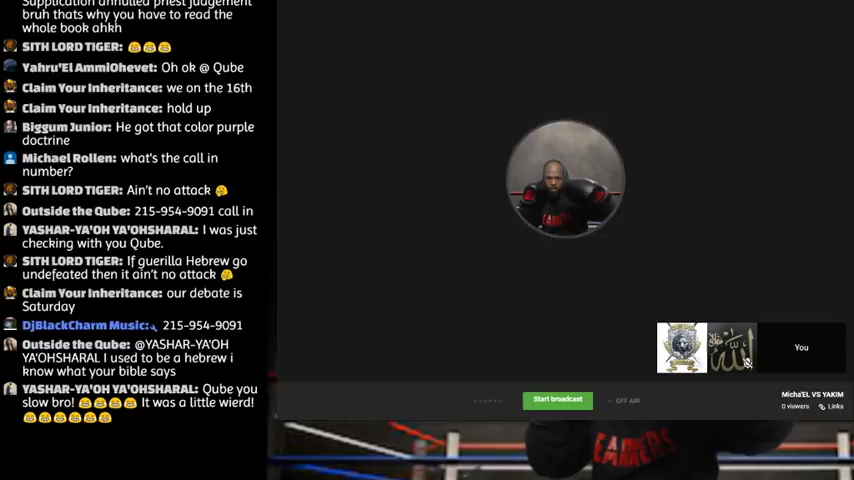 Supplication annulled priest judgement
bruh thats why you have to read the
whole book ahkh
SITH LORD TIGER: 😂😂😂
Yahru'El AmmiOhevet: Oh ok @ Qube
Claim Your Inheritance: we on the 16th
Claim Your Inheritance: hold up
Biggum Junior: He got that color purple
doctrine
Michael Rollen: what's the call in
number?
SITH LORD TIGER: Ain't no attack 🤔
Outside the Qube: 215-954-9091 call in
YASHAR-YA'OH YA'OHSHARAL: I was just
checking with you Qube.
SITH LORD TIGER: If guerilla Hebrew go
undefeated then it ain't no attack 🤔
Claim Your Inheritance: our debate is
Saturday
DjBlackCharm Music: 215-954-9091
Outside the Qube: @YASHAR-YA'OH
YA'OHSHARAL I used to be a hebrew i
know what your bible says
YASHAR-YA'OH YA'OHSHARAL: Qube you
slow bro! 😂😂😂😂 It was a little wierd!
😂😂😂😂😂😂
الله
You
Start broadcast
OFF AIR
Micha'EL VS YAKIM
0 viewers Links